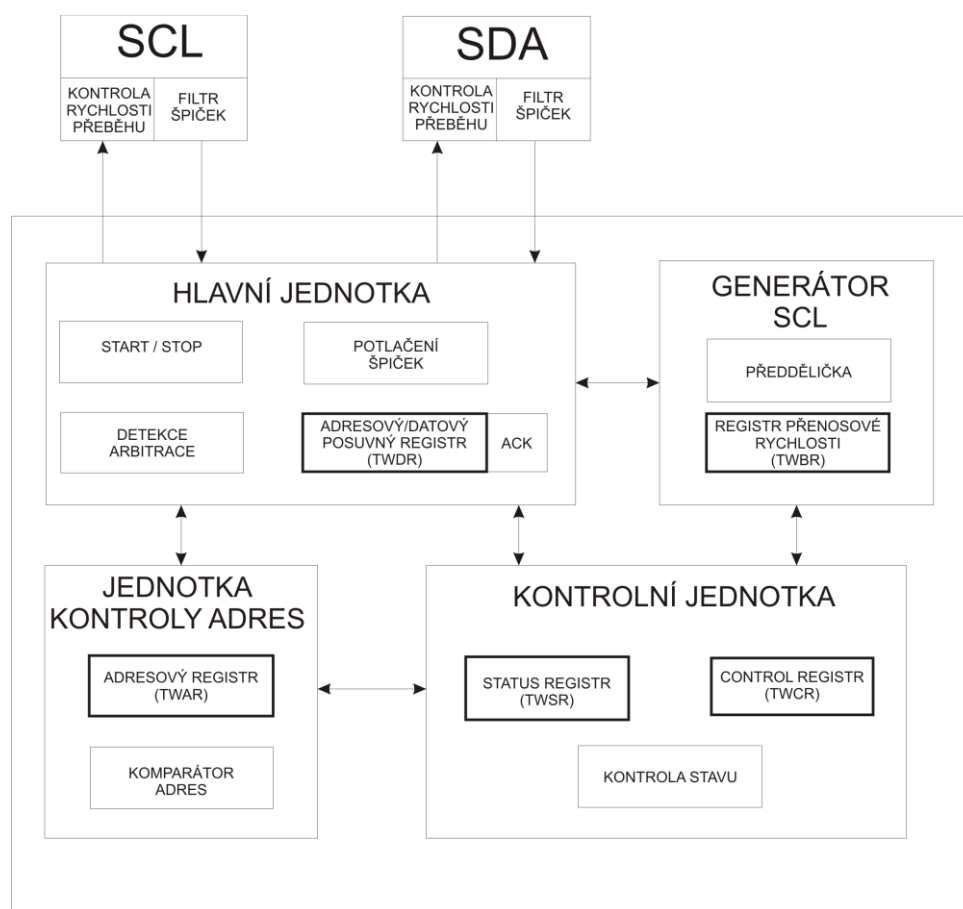 SCL
KONTROLA
RYCHLOSTI
PŘEBĚHU
FILTR
ŠPIČEK
SDA
KONTROLA
RYCHLOSTI
PŘEBĚHU
FILTR
ŠPIČEK
HLAVNÍ JEDNOTKA
START / STOP
POTLAČENÍ
ŠPIČEK
DETEKCE
ARBITRACE
ADRESOVÝ/DATOVÝ
POSUVNÝ REGISTR
(TWDR)
ACK
GENERÁTOR
SCL
PŘEDDĚLIČKA
REGISTR PŘENOSOVÉ
RYCHLOSTI
(TWBR)
JEDNOTKA
KONTROLY ADRES
ADRESOVÝ REGISTR
(TWAR)
KOMPARÁTOR
ADRES
KONTROLNÍ JEDNOTKA
STATUS REGISTR
(TWSR)
CONTROL REGISTR
(TWCR)
KONTROLA STAVU